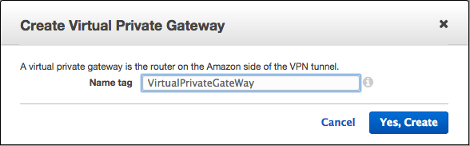 Create Virtual Private Gateway
A virtual private gateway is the router on the Amazon side of the VPN tunnel.
Name tag VirtualPrivateGateWay
Cancel Yes, Create